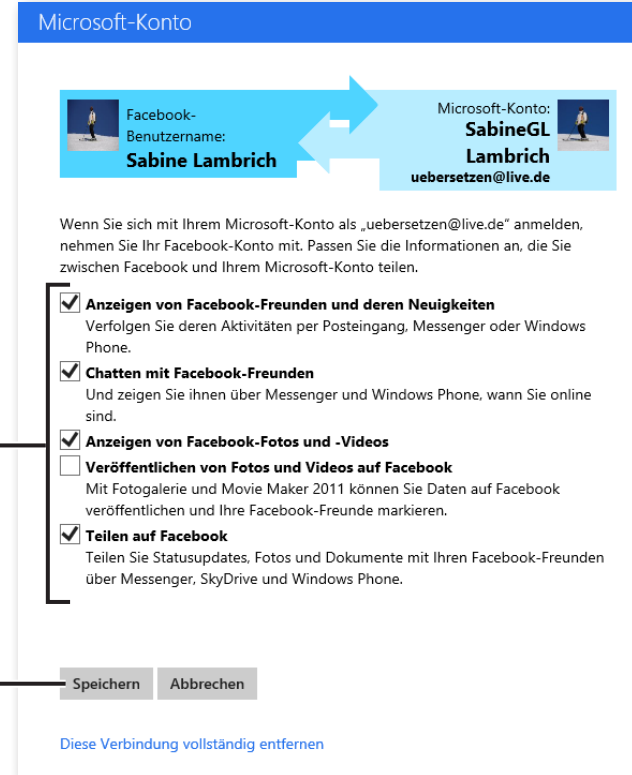 Microsoft-Konto
Facebook-
Benutzername:
Sabine Lambrich
Microsoft-Konto:
SabineGL
Lambrich
uebersetzen@live.de
Wenn Sie sich mit Ihrem Microsoft-Konto als „uebersetzen@live.de“ anmelden,
nehmen Sie Ihr Facebook-Konto mit. Passen Sie die Informationen an, die Sie
zwischen Facebook und Ihrem Microsoft-Konto teilen.
Anzeigen von Facebook-Freunden und deren Neuigkeiten
Verfolgen Sie deren Aktivitäten per Posteingang, Messenger oder Windows
Phone.
Chatten mit Facebook-Freunden
Und zeigen Sie ihnen über Messenger und Windows Phone, wann Sie online
sind.
Anzeigen von Facebook-Fotos und -Videos
Veröffentlichen von Fotos und Videos auf Facebook
Mit Fotogalerie und Movie Maker 2011 können Sie Daten auf Facebook
veröffentlichen und Ihre Facebook-Freunde markieren.
Teilen auf Facebook
Teilen Sie Statusupdates, Fotos und Dokumente mit Ihren Facebook-Freunden
über Messenger, SkyDrive und Windows Phone.
Speichern Abbrechen
Diese Verbindung vollständig entfernen